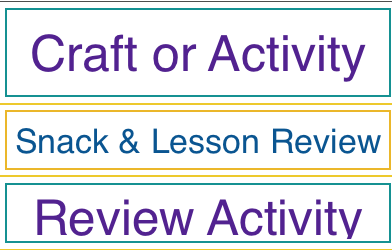 Craft or Activity
Snack & Lesson Review
Review Activity